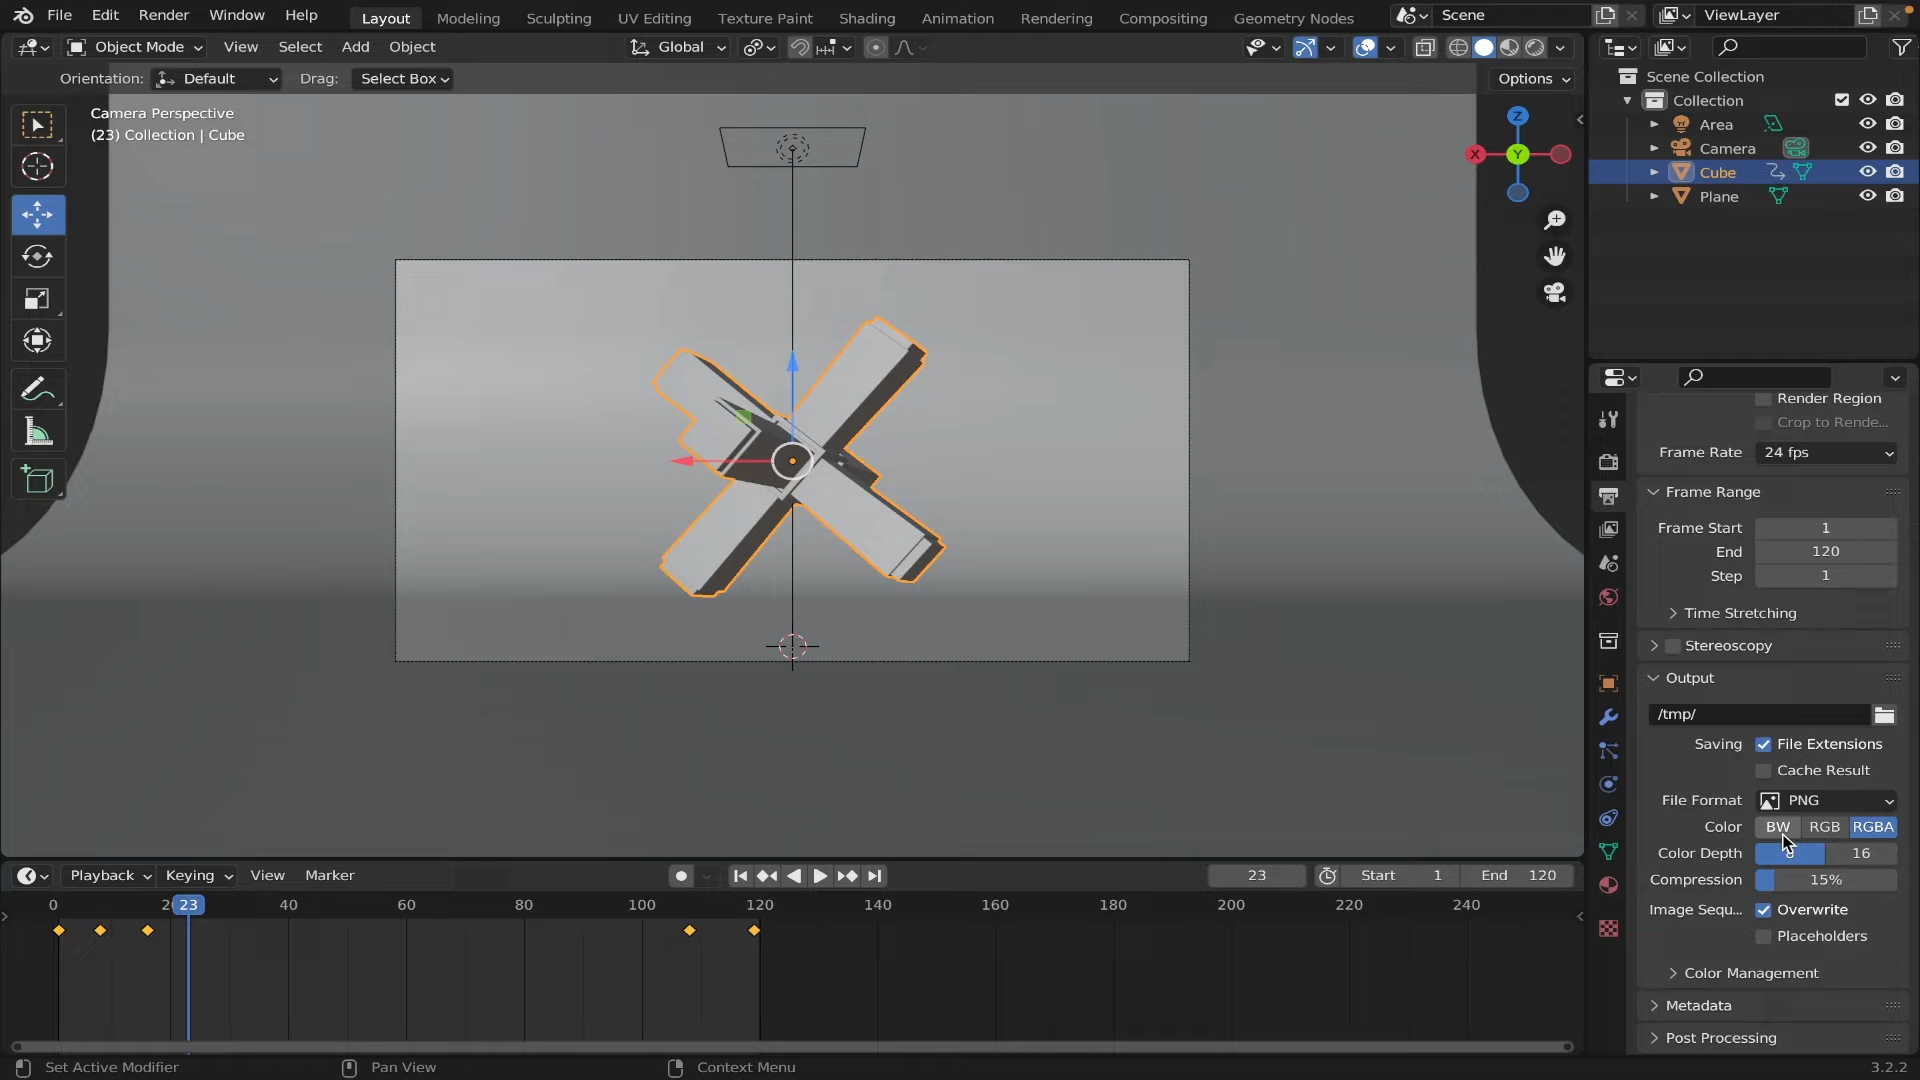 File Edit Render Window Help Layout Modeling Sculpting UV Editing Texture Paint Shading Animation Rendering Compositing Geometry Nodes Scene ViewLayer
Object Mode View Select Add Object Global
Orientation: Default Drag: Select Box Options
Camera Perspective
(23) Collection | Cube
Z
X
Y
Scene Collection
Collection
Area
Camera
Cube
Plane
Render Region
Crop to Rende...
Frame Rate 24 fps
Frame Range
Frame Start 1
End 120
Step 1
Time Stretching
Stereoscopy
Output
/tmp/
Saving File Extensions
Cache Result
File Format PNG
Color BW RGB RGBA
Color Depth 8 16
Compression 15%
Image Sequ... Overwrite
Placeholders
Color Management
Metadata
Post Processing
Playback Keying View Marker 23 Start 1 End 120
0 2 23 40 60 80 100 120 140 160 180 200 220 240
Set Active Modifier Pan View Context Menu 3.2.2